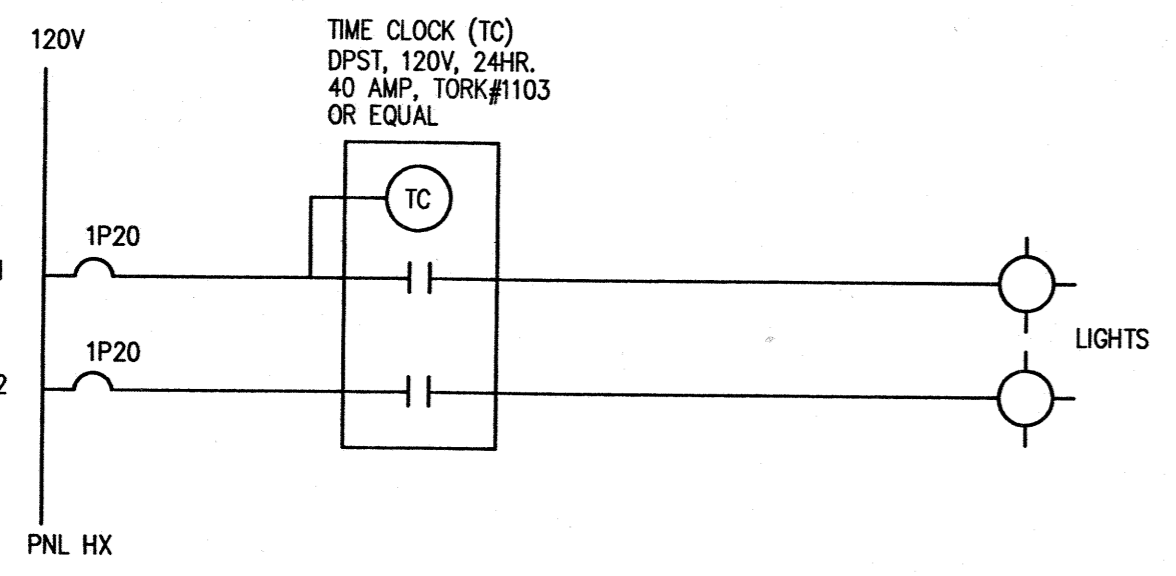 120V
TIME CLOCK (TC)
DPST, 120V, 24HR.
40 AMP, TORK#1103
OR EQUAL
TC
1P20
1P20
2
LIGHTS
PNL HX